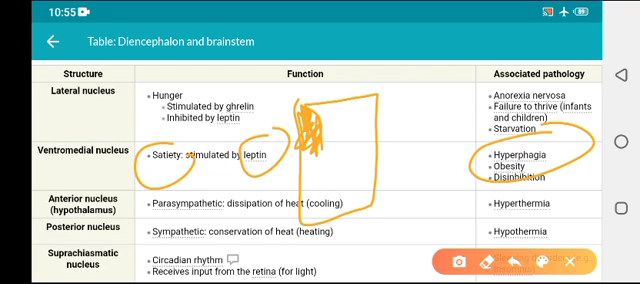 10:55
89
Table: Diencephalon and brainstem
Structure Function Associated pathology
Lateral nucleus
Hunger
Stimulated by ghrelin
Inhibited by leptin
Anorexia nervosa
Failure to thrive (infants
and children)
Starvation
Ventromedial nucleus
Satiety: stimulated by leptin
Hyperphagia
Obesity
Disinhibition
Anterior nucleus
(hypothalamus)
Parasympathetic: dissipation of heat (cooling)
Hyperthermia
Posterior nucleus
Sympathetic: conservation of heat (heating)
Hypothermia
Suprachiasmatic
nucleus
Circadian rhythm
Receives input from the retina (for light)